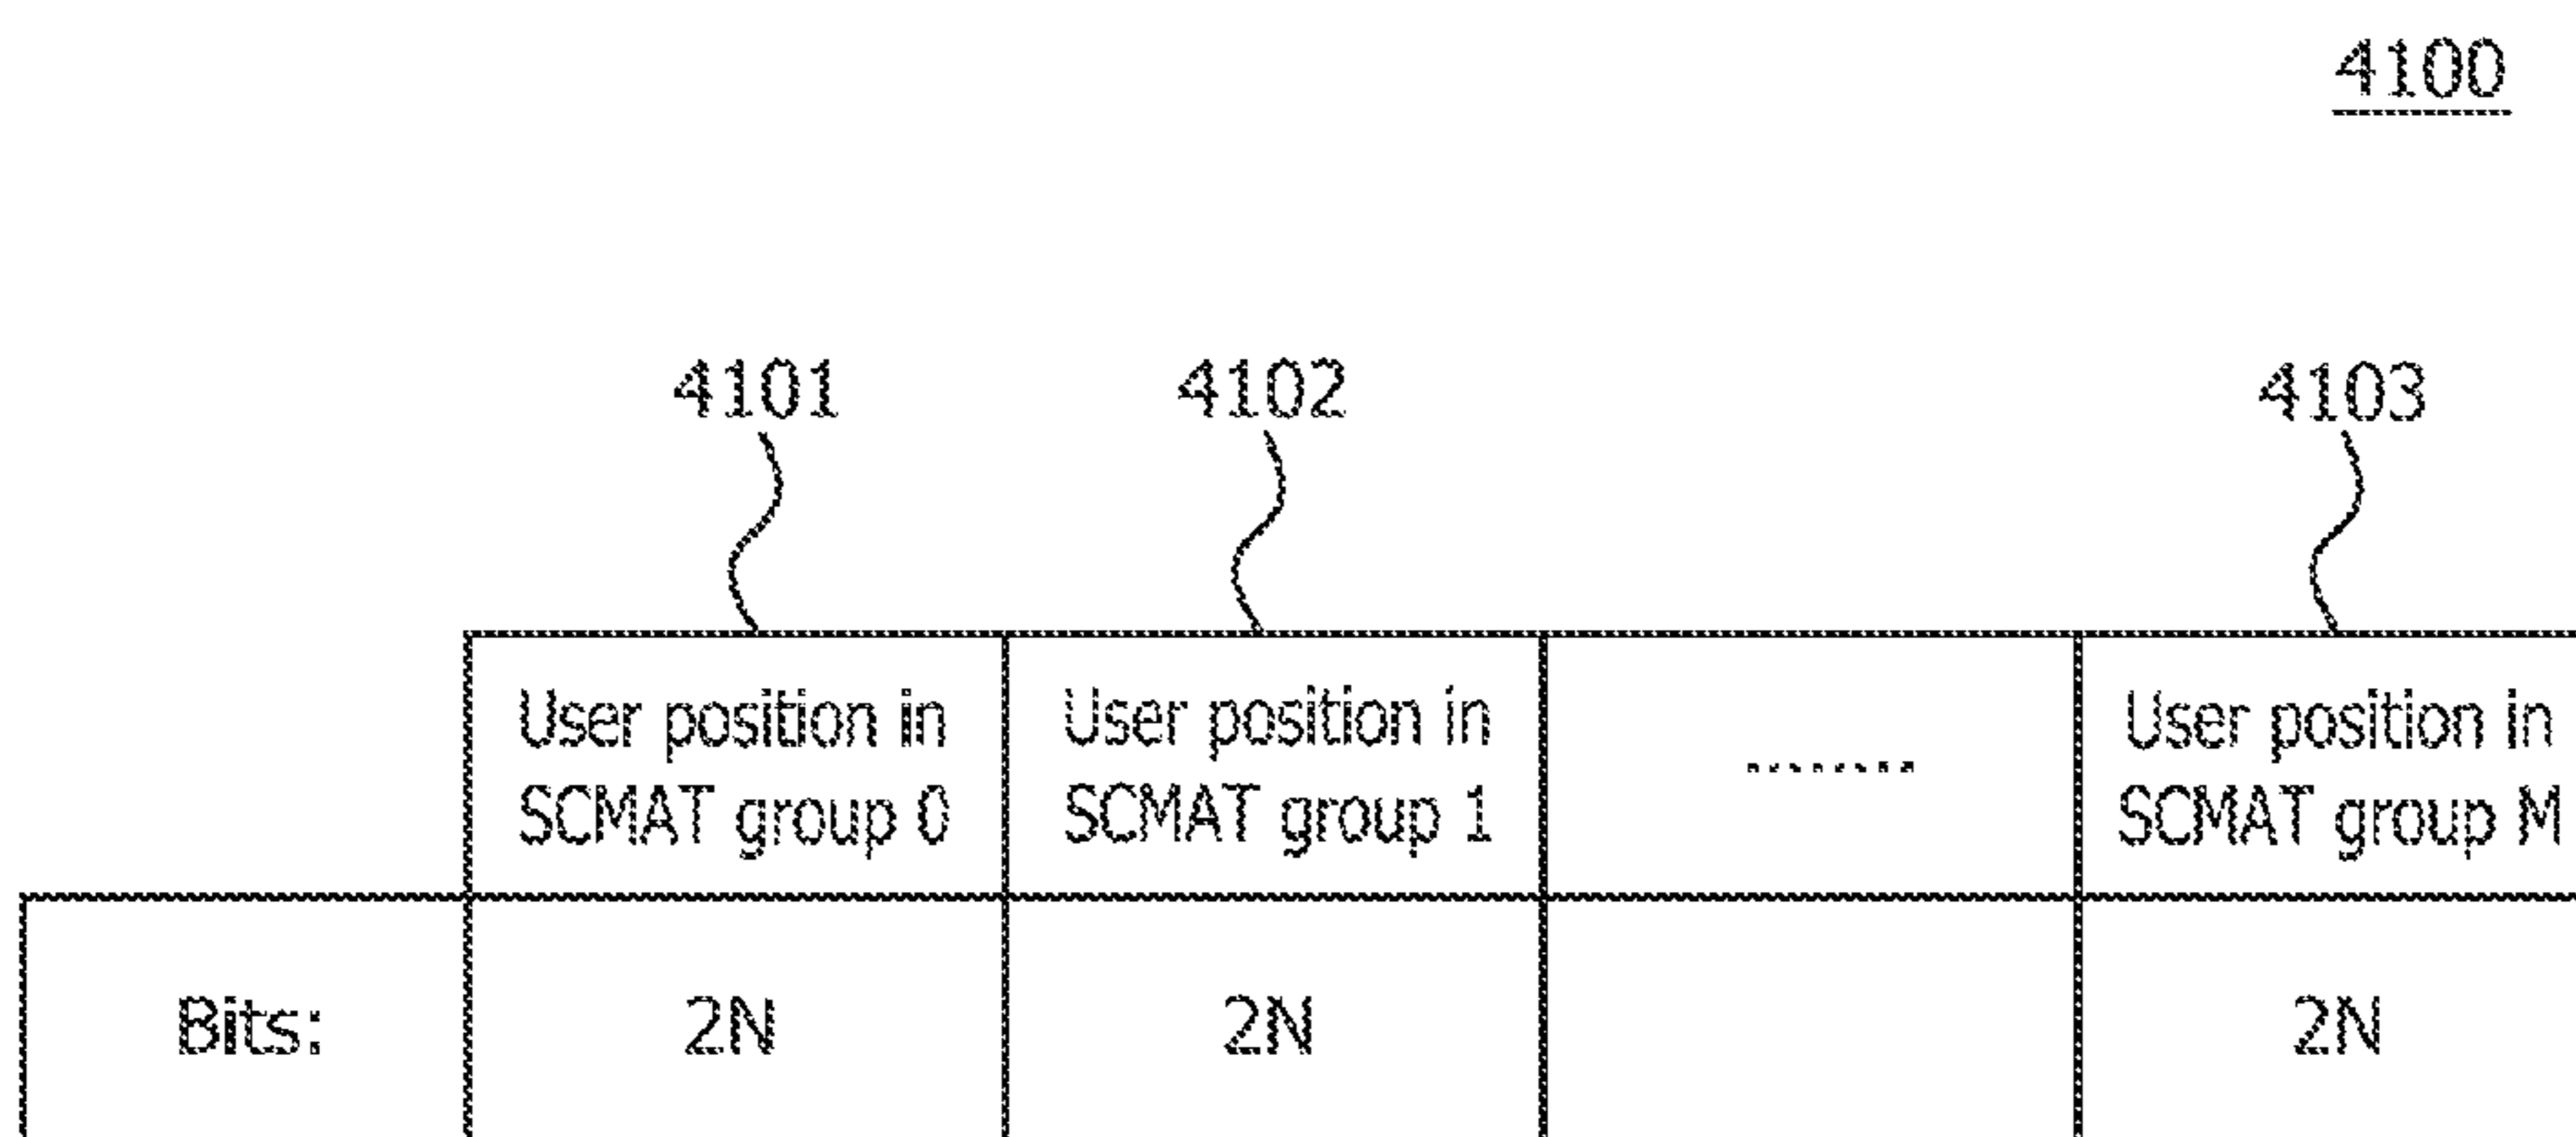 4100
4101 4102 4103
User position in User position in User position in
SCMAT group 0 SCMAT group 1 ........ SCMAT group M
Bits: 2N 2N 2N